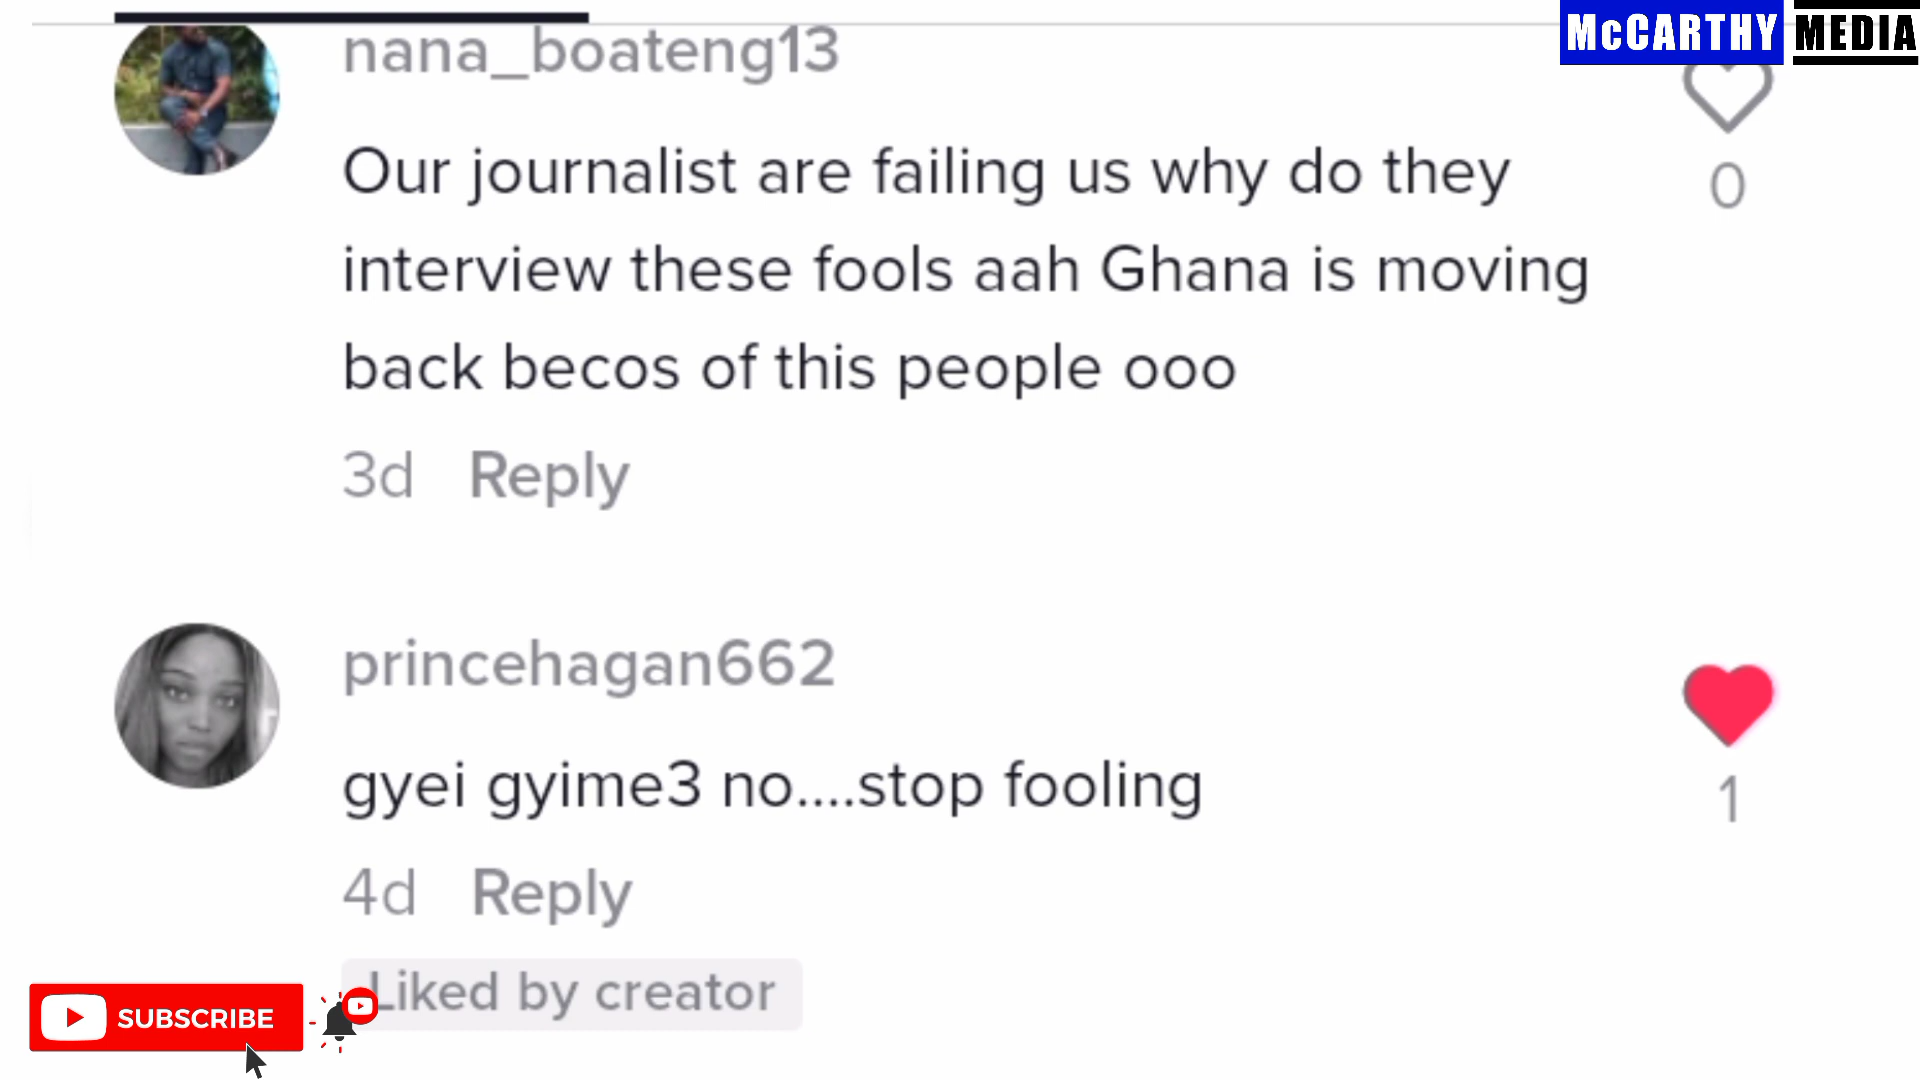 McCARTHY MEDIA
nana_boateng13
Our journalist are failing us why do they
interview these fools aah Ghana is moving
back becos of this people ooo
0
3d Reply
princehagan662
gyei gyime3 no....stop fooling
1
4d Reply
Liked by creator
SUBSCRIBE